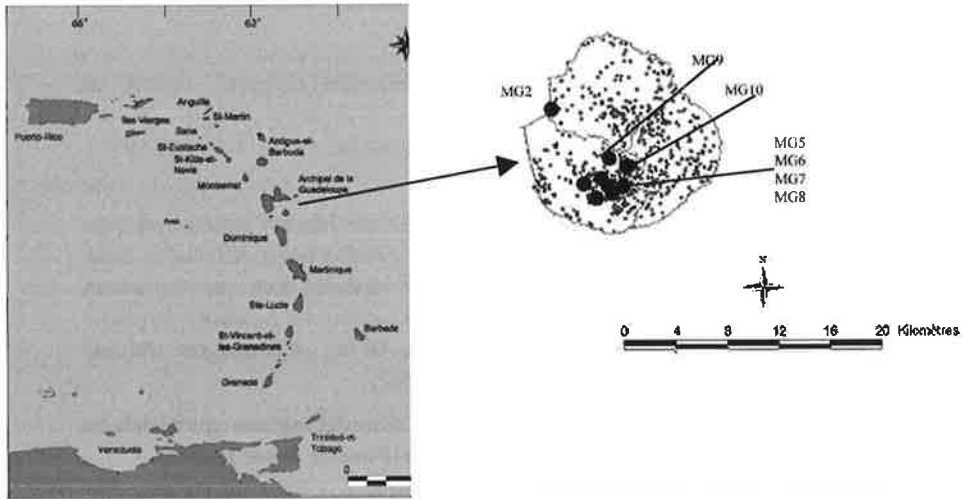 66
63
Anguilla
St-Martin
Iles Vierges
Saba
Puerto-Rico
St-Eustache
St-Kitts-et-
Nevis
Antigua-et-
Barbuda
Montserrat
Archipel de la
Guadeloupe
Aves
Dominique
Martinique
Ste-Lucie
St-Vincent-et-
les-Grenadines
Barbade
Grenade
Trinidad-et-
Tobago
Venezuela
0
MG9
MG2
MG10
MG5
MG6
MG7
MG8
N
0 4 8 12 16 20 Kilomètres